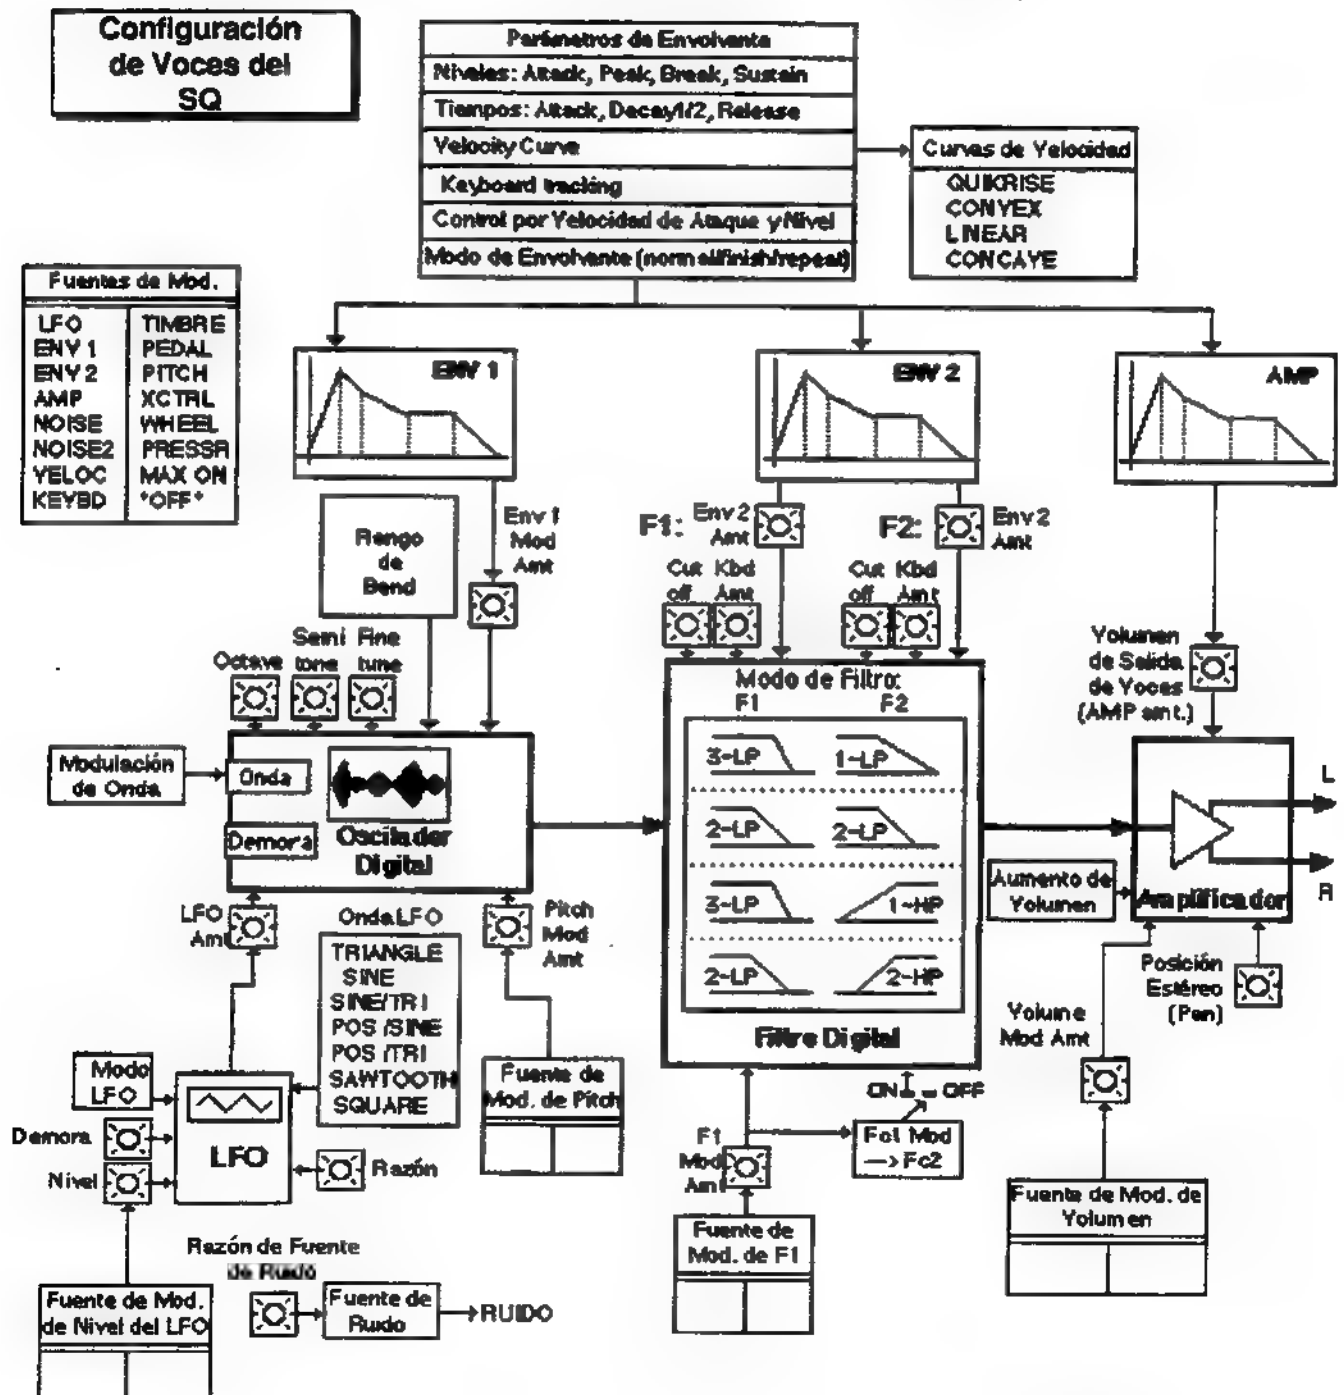 Configuración
de Voces del
SQ
Parámetros de Envolvente
Niveles: Attack, Peak, Break, Sustain
Tiempos: Attack, Decay1/2, Release
Velocity Curve
Keyboard tracking
Control por Velocidad de Ataque y Nivel
Modo de Envolvente (normal/finish/repeat)
Curvas de Velocidad
QUIKRISE
CONVEX
LINEAR
CONCAVE
Fuentes de Mod.
LFO TIMBRE
ENV 1 PEDAL
ENV 2 PITCH
AMP XCTRL
NOISE WHEEL
NOISE2 PRESSR
VELOC MAX ON
KEYBD *OFF*
ENV 1
ENV 2
AMP
Rango
de
Bend
Env 1
Mod
Amt
F1:
Env 2
Amt
F2:
Env 2
Amt
Cut
off
Kbd
Amt
Cut
off
Kbd
Amt
Octave
Semi
tone
Fine
tune
Volumen
de Salida
de Voces
(AMP amt.)
Modulación
de Onda
Onda
Demora
Oscilador
Digital
Modo de Filtro:
F1 F2
3-LP 1-LP
2-LP 2-LP
3-LP 1-HP
2-LP 2-HP
Filtro Digital
L
R
Aumento de
Volumen
Amplificador
LFO
Amt
Onda LFO
TRIANGLE
SINE
SINE/TRI
POS/SINE
POS/TRI
SAWTOOTH
SQUARE
Pitch
Mod
Amt
Posición
Estéreo
(Pan)
Volume
Mod Amt
Modo
LFO
Demora
Nivel
LFO
Razón
Fuente de
Mod. de Pitch
ON OFF
F1
Mod
Amt
Fc1 Mod
—> Fc2
Fuente de
Mod. de F1
Fuente de Mod. de
Volumen
Razón de Fuente
de Ruido
Fuente de
Ruido
RUIDO
Fuente de Mod.
de Nivel del LFO